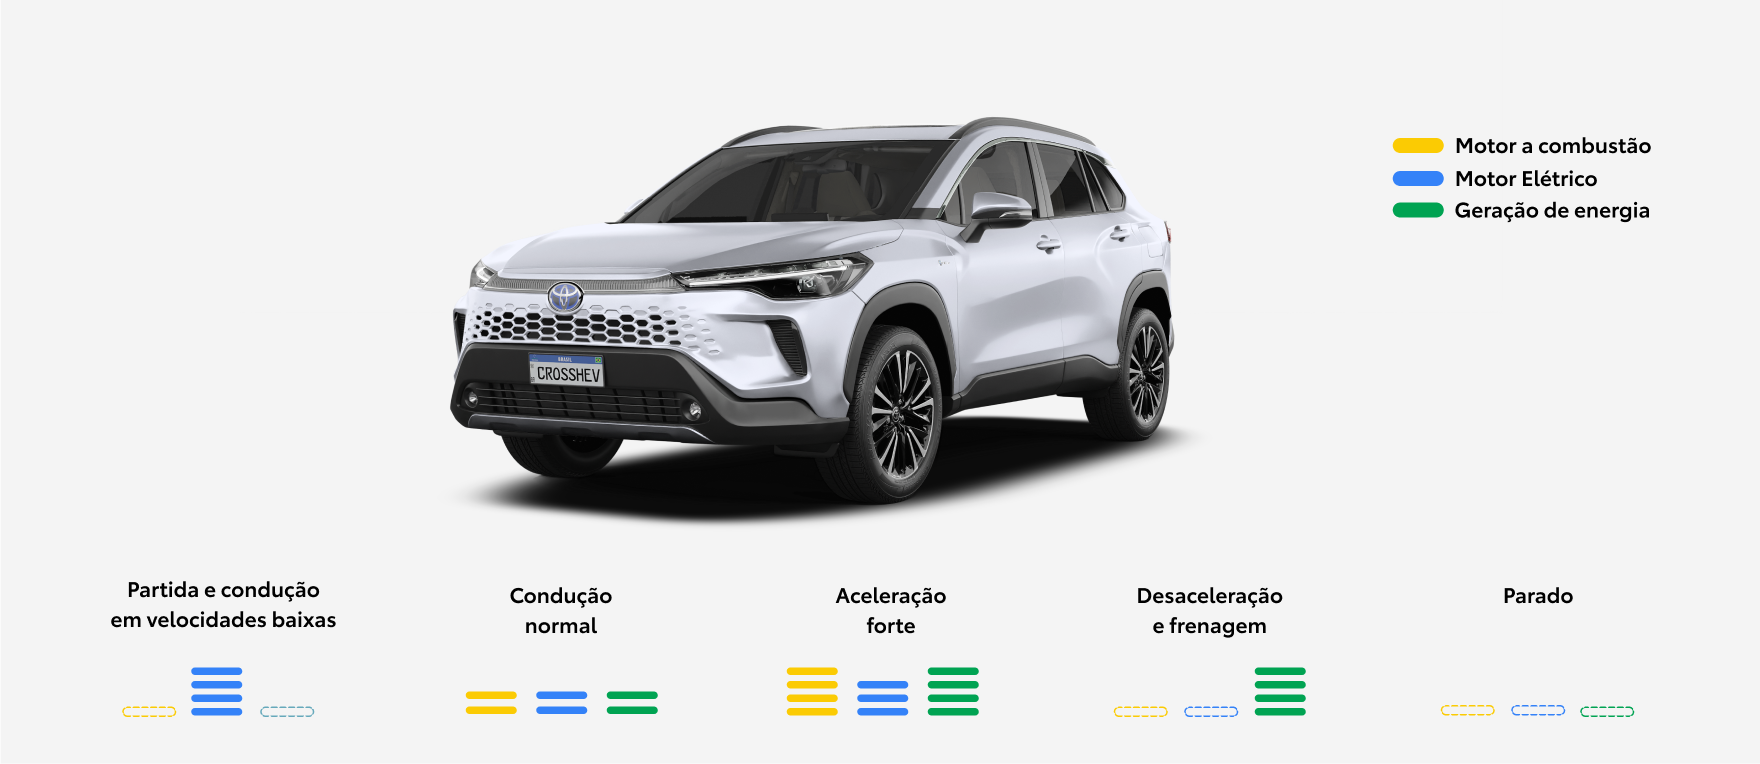 Motor a combustão
Motor Elétrico
Geração de energia
BRASIL
CROSSHEV
Partida e condução
em velocidades baixas
Condução
normal
Aceleração
forte
Desaceleração
e frenagem
Parado